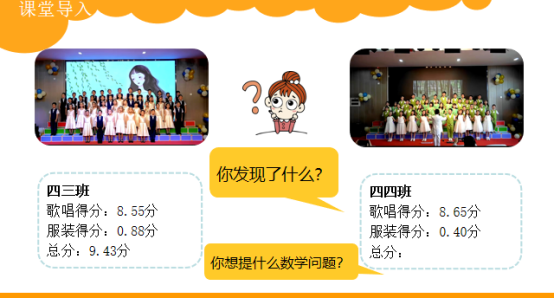 课堂导入
你发现了什么?
四三班
歌唱得分：8.55分
服装得分：0.88分
总分：9.43分
四四班
歌唱得分：8.65分
服装得分：0.40分
总分：
你想提什么数学问题?